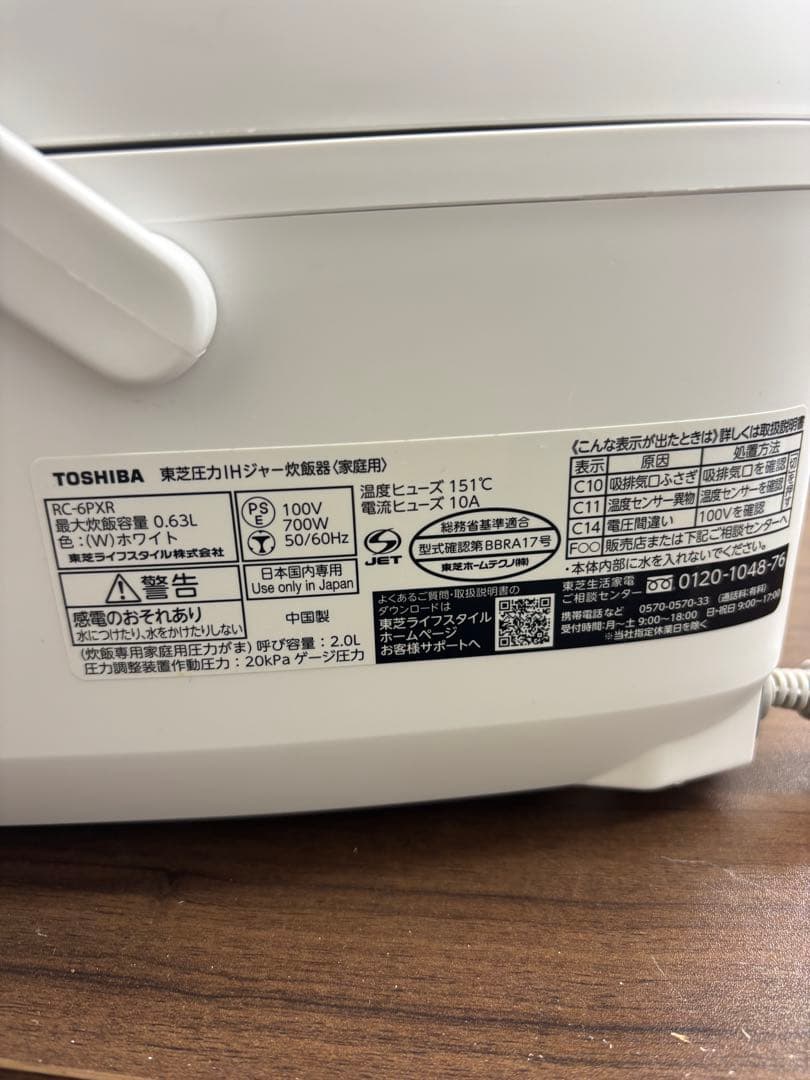 TOSHIBA 東芝圧力IHジャー炊飯器〈家庭用〉
RC-6PXR
最大炊飯容量 0.63L
色：(W)ホワイト
東芝ライフスタイル株式会社
PS
E
100V
700W
50/60Hz
温度ヒューズ 151℃
電流ヒューズ 10A
JET
総務省基準適合
型式確認第BBRA17号
東芝ホームテクノ(株)
警告
感電のおそれあり
水につけたり、水をかけたりしない
日本国内専用
Use only in Japan
中国製
(炊飯専用家庭用圧力がま) 呼び容量：2.0L
圧力調整装置作動圧力：20kPa ゲージ圧力
よくあるご質問・取扱説明書の
ダウンロードは
東芝ライフスタイル
ホームページ
お客様サポートへ
《こんな表示が出たときは》詳しくは取扱説明書
表示 原因 処置方法
C10 吸排気口ふさぎ 吸排気口を確認
C11 温度センサー異物 温度センサーを確認
C14 電圧間違い 100Vを確認
F○○ 販売店または下記ご相談センターへ
・本体内部に水を入れないでください。
東芝生活家電
ご相談センター 0120-1048-76
携帯電話など 0570-0570-33 (通話料:有料)
受付時間:月〜土 9:00〜18:00 日・祝日 9:00〜17:00
※当社指定休業日を除く